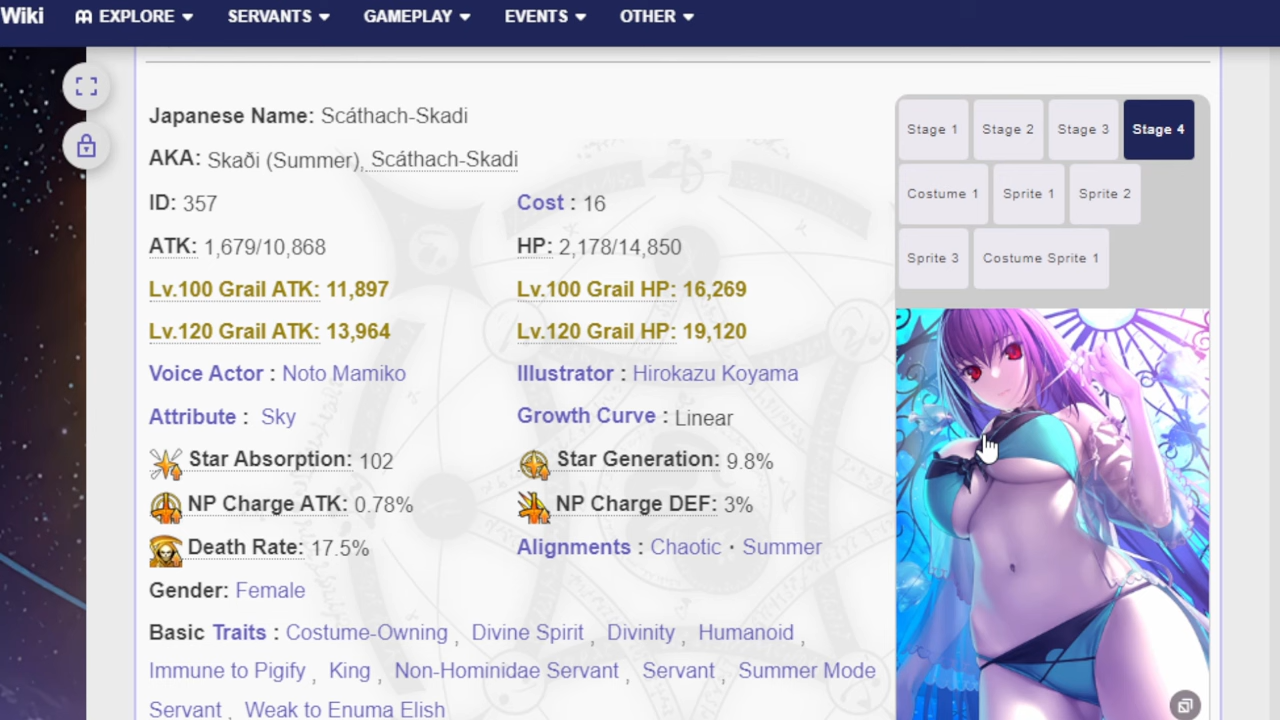 Wiki EXPLORE SERVANTS GAMEPLAY EVENTS OTHER
Japanese Name: Scáthach-Skadi
AKA: Skaði (Summer), Scáthach-Skadi
ID: 357 Cost : 16
ATK: 1,679/10,868 HP: 2,178/14,850
Lv.100 Grail ATK: 11,897 Lv.100 Grail HP: 16,269
Lv.120 Grail ATK: 13,964 Lv.120 Grail HP: 19,120
Voice Actor : Noto Mamiko Illustrator : Hirokazu Koyama
Attribute : Sky Growth Curve : Linear
Star Absorption: 102 Star Generation: 9.8%
NP Charge ATK: 0.78% NP Charge DEF: 3%
Death Rate: 17.5% Alignments : Chaotic · Summer
Gender: Female
Basic Traits : Costume-Owning , Divine Spirit , Divinity , Humanoid ,
Immune to Pigify , King , Non-Hominidae Servant , Servant , Summer Mode
Servant , Weak to Enuma Elish
Stage 1 Stage 2 Stage 3 Stage 4
Costume 1 Sprite 1 Sprite 2
Sprite 3 Costume Sprite 1